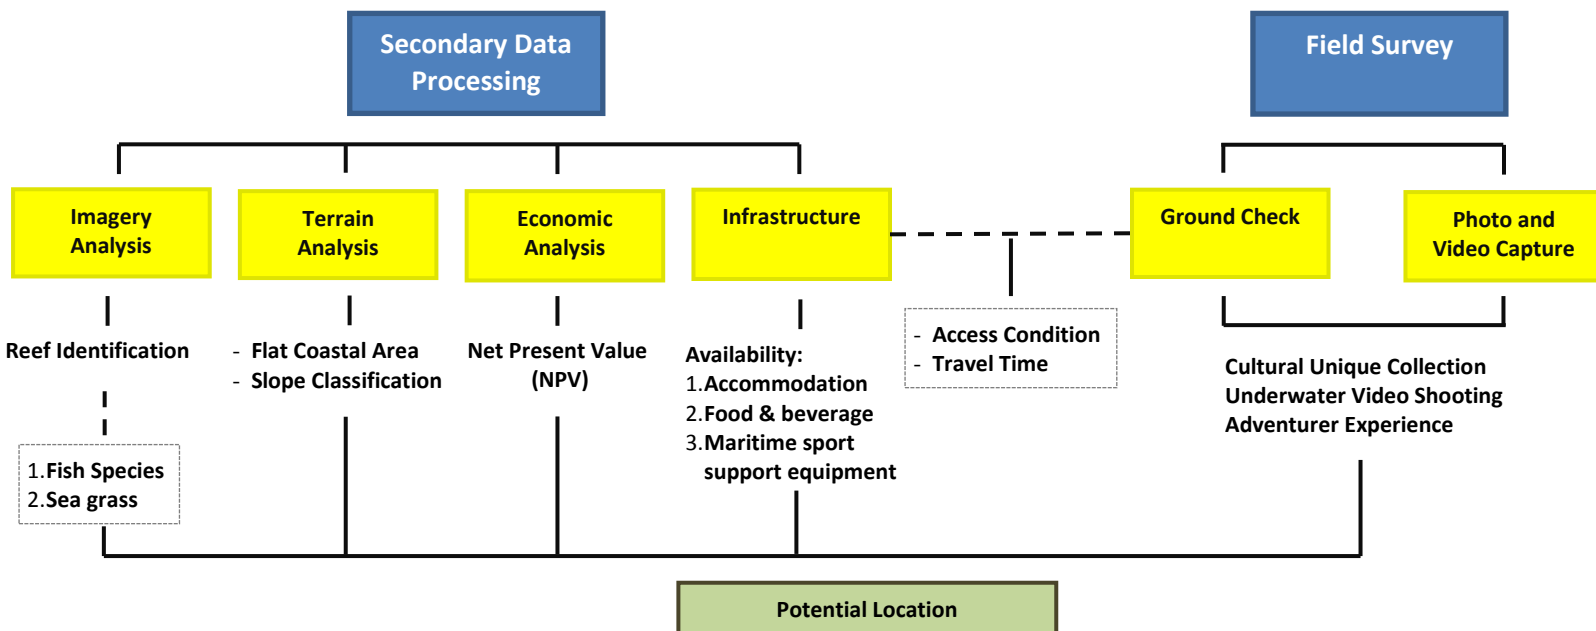 Secondary Data
Processing
Field Survey
Imagery
Analysis
Terrain
Analysis
Economic
Analysis
Infrastructure
Ground Check
Photo and
Video Capture
Reef Identification
- Flat Coastal Area
- Slope Classification
Net Present Value
(NPV)
Availability:
1.Accommodation
2.Food & beverage
3.Maritime sport
support equipment
- Access Condition
- Travel Time
Cultural Unique Collection
Underwater Video Shooting
Adventurer Experience
1.Fish Species
2.Sea grass
Potential Location